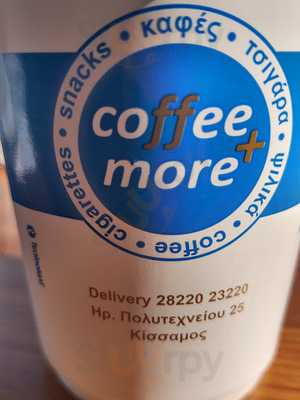 • snacks • καφές • τσιγάρα • ψιλικά • coffee • cigarettes
coffee
more+
Delivery 28220 23220
Ηρ. Πολυτεχνείου 25
Κίσσαμος